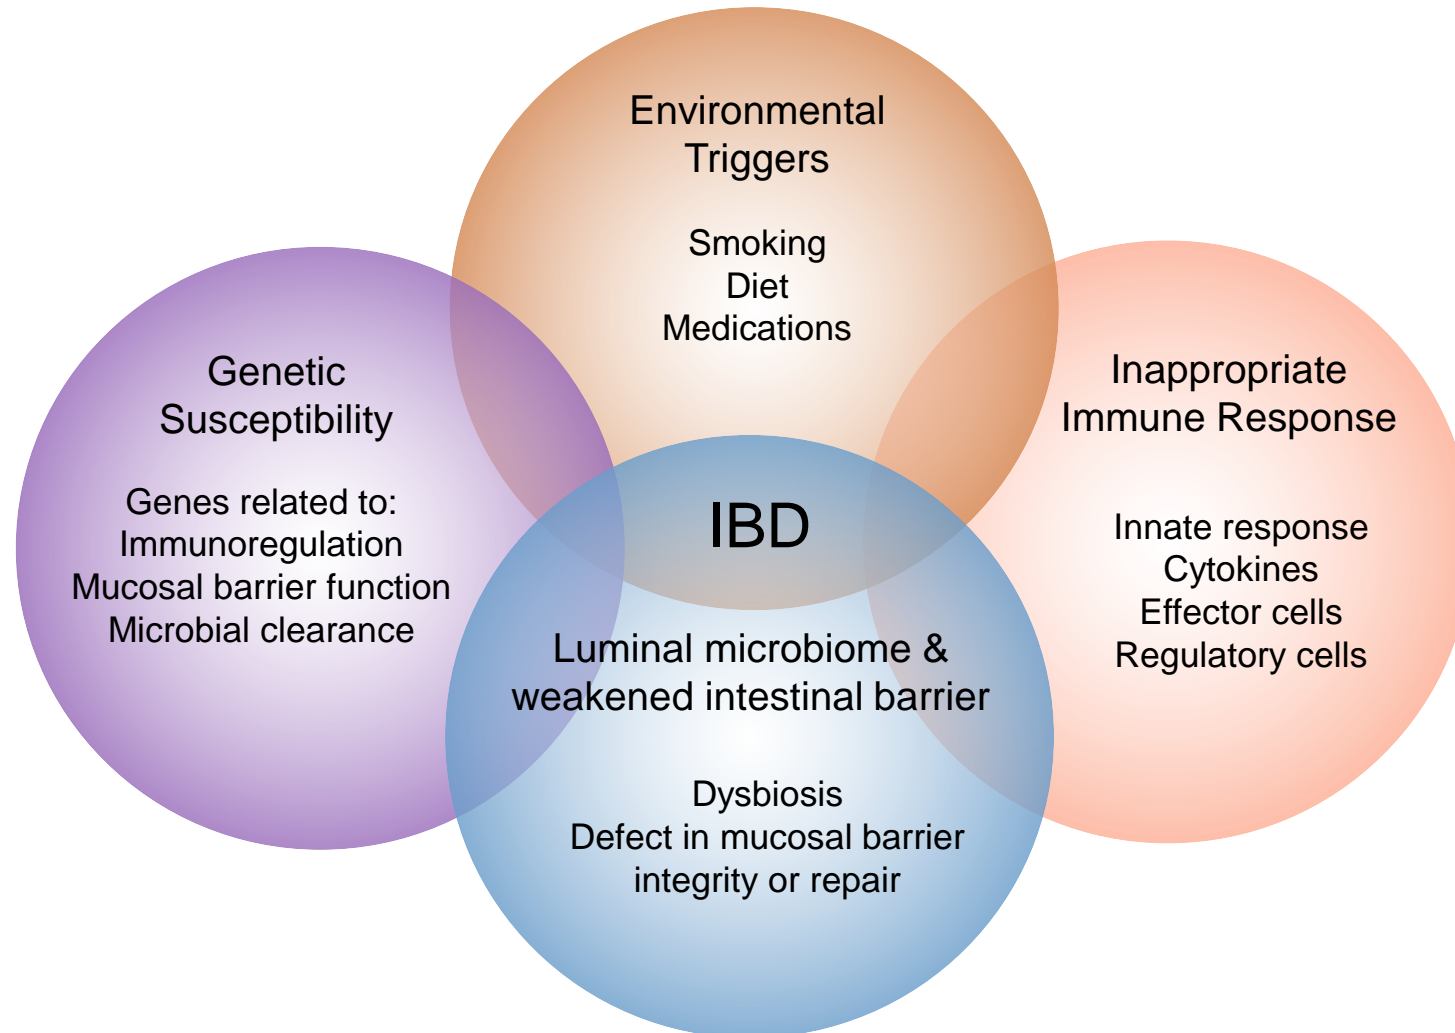 Environmental
Triggers
Smoking
Diet
Medications
Genetic
Susceptibility
Genes related to:
Immunoregulation
Mucosal barrier function
Microbial clearance
Inappropriate
Immune Response
Innate response
Cytokines
Effector cells
Regulatory cells
IBD
Luminal microbiome &
weakened intestinal barrier
Dysbiosis
Defect in mucosal barrier
integrity or repair